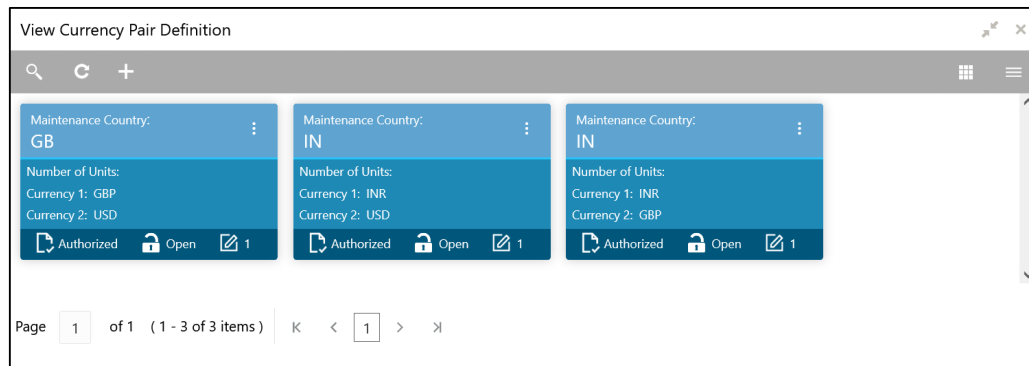 View Currency Pair Definition
Maintenance Country:
GB
Number of Units:
Currency 1: GBP
Currency 2: USD
Authorized Open 1
Maintenance Country:
IN
Number of Units:
Currency 1: INR
Currency 2: USD
Authorized Open 1
Maintenance Country:
IN
Number of Units:
Currency 1: INR
Currency 2: GBP
Authorized Open 1
Page 1 of 1 ( 1 - 3 of 3 items ) 1